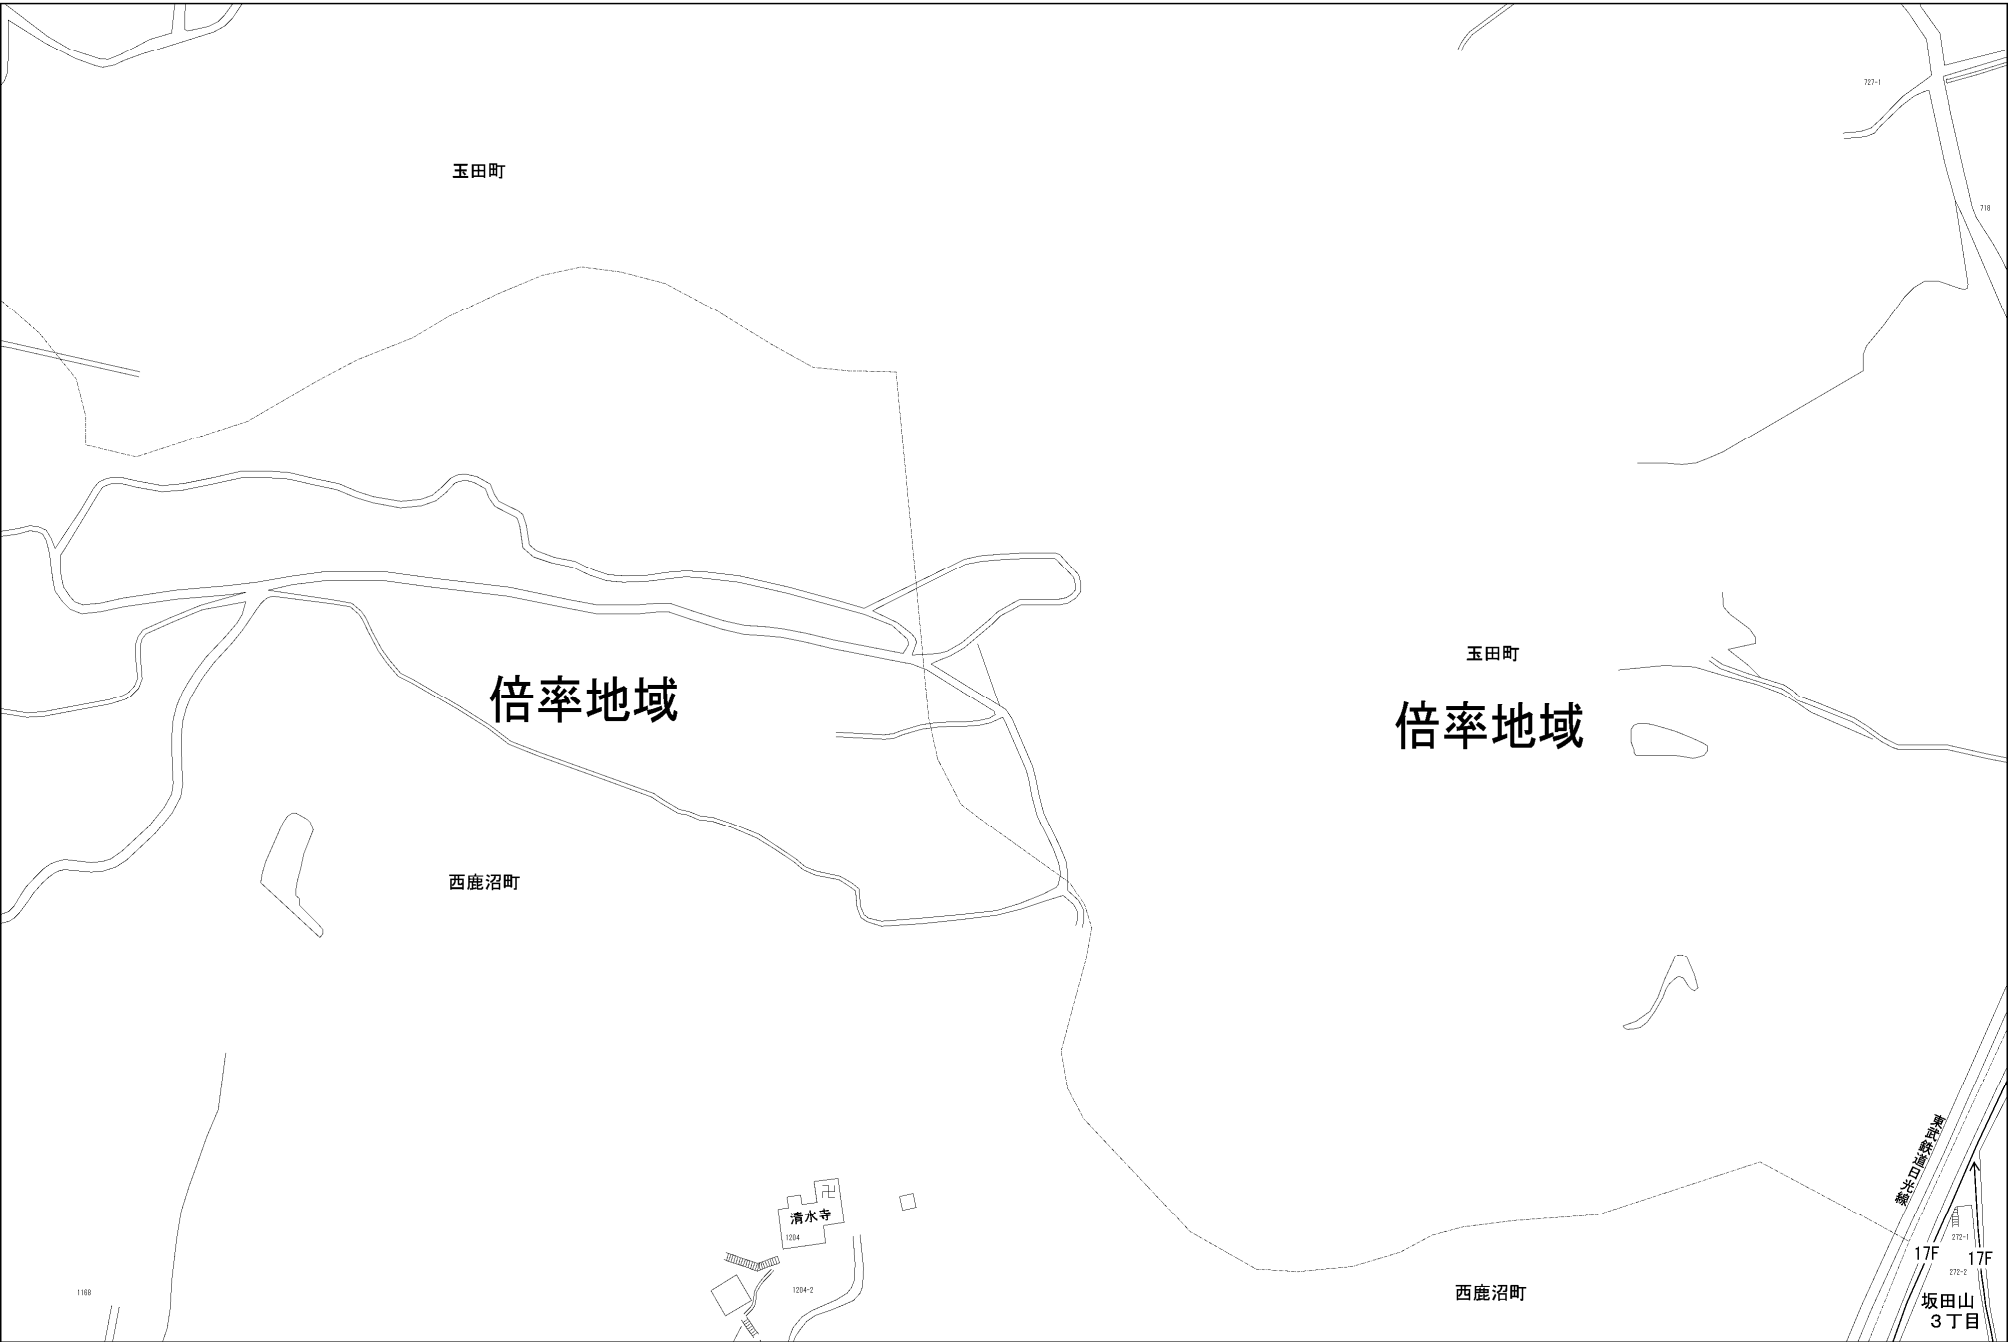 727-1
玉田町
718
玉田町
倍率地域
倍率地域
西鹿沼町
東武鉄道日光線
清水寺
1204
272-1
17F
17F
272-2
1204-2
1168
西鹿沼町
坂田山
3丁目